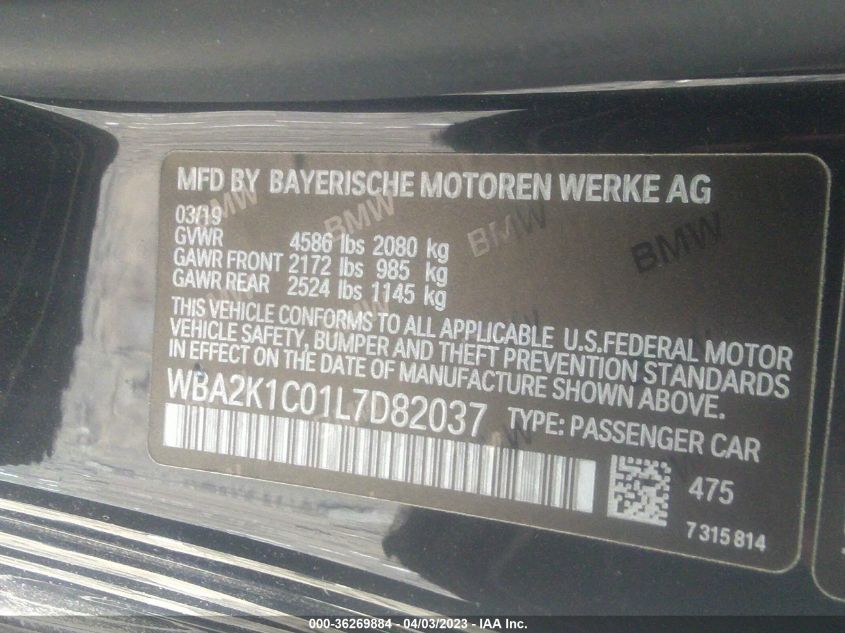 MFD BY BAYERISCHE MOTOREN WERKE AG
03/19
GVWR 4586 lbs 2080 kg
GAWR FRONT 2172 lbs 985 kg
GAWR REAR 2524 lbs 1145 kg
THIS VEHICLE CONFORMS TO ALL APPLICABLE U.S.FEDERAL MOTOR
VEHICLE SAFETY, BUMPER AND THEFT PREVENTION STANDARDS
IN EFFECT ON THE DATE OF MANUFACTURE SHOWN ABOVE.
WBA2K1C01L7D82037 TYPE: PASSENGER CAR
475
7 315 814
BMW BMW BMW BMW
000-36269884 - 04/03/2023 - IAA Inc.